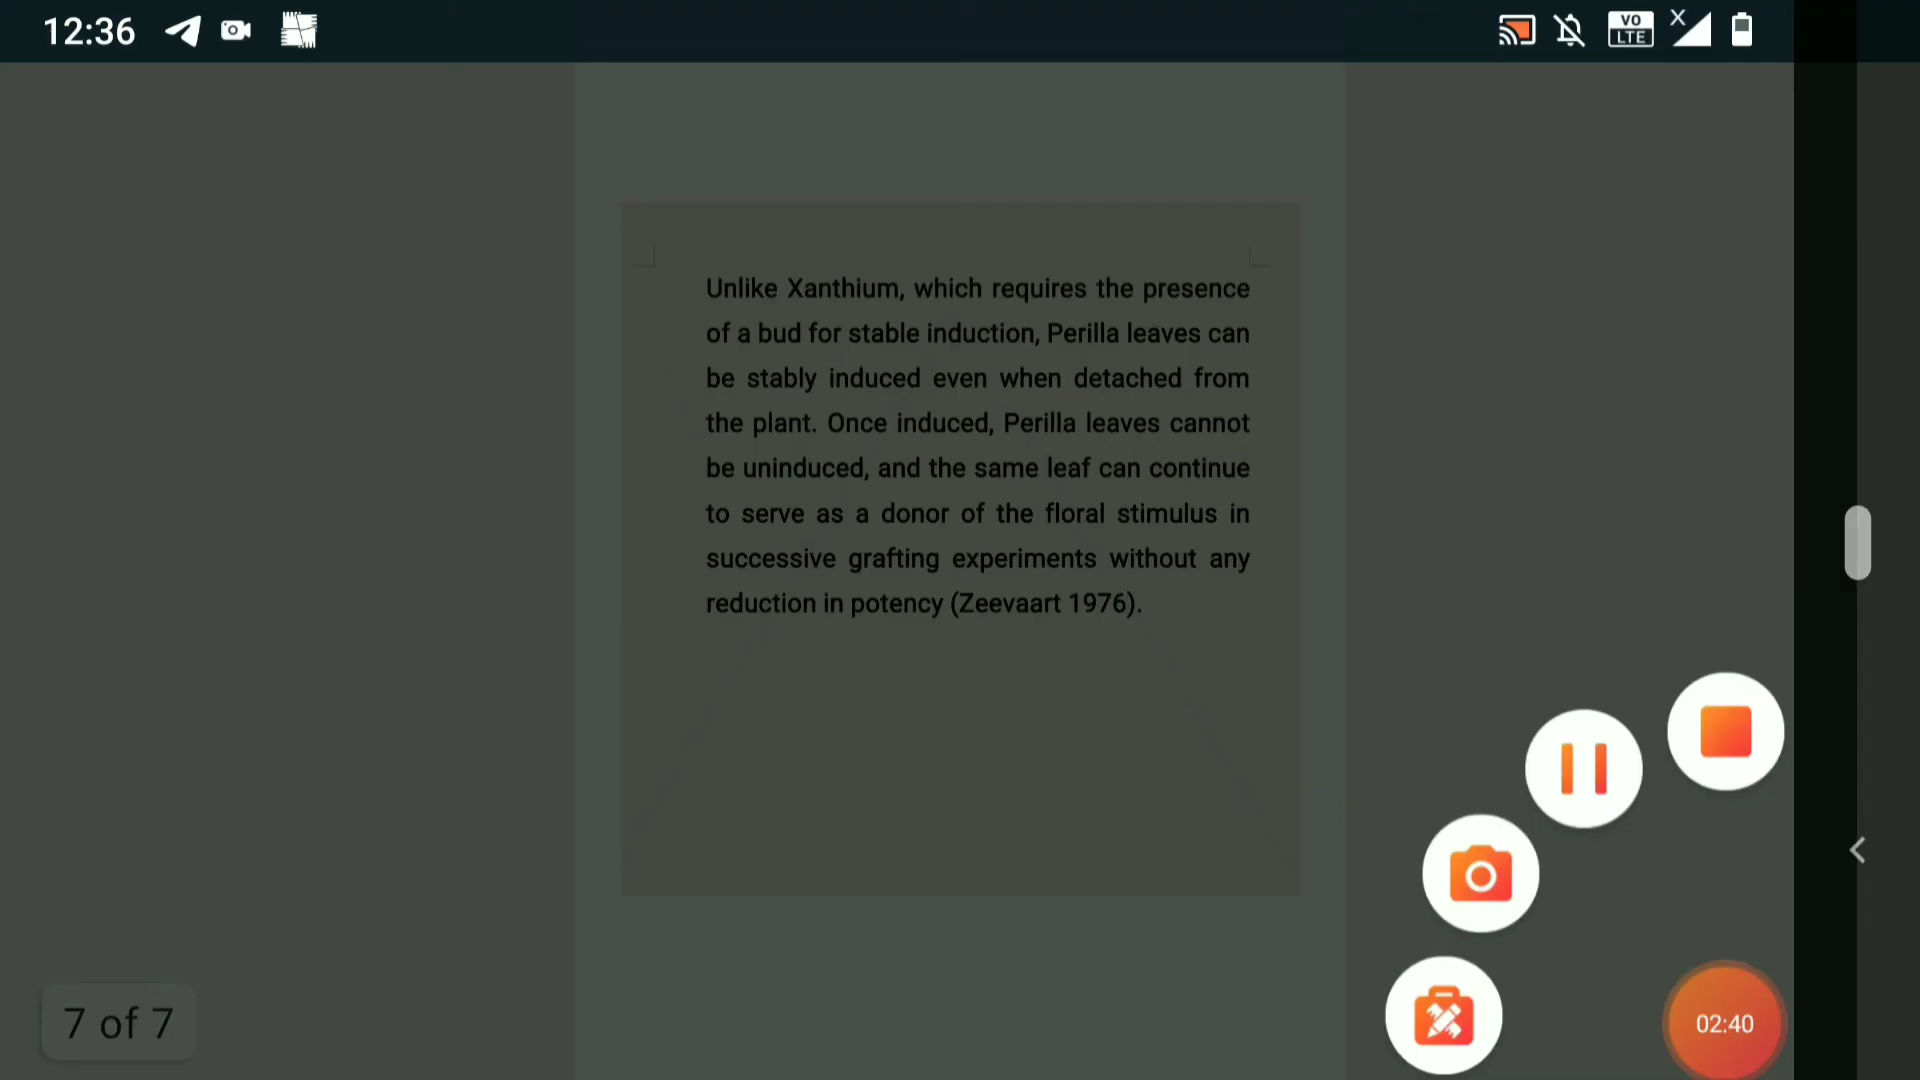 12:36
VO
LTE
X
Unlike Xanthium, which requires the presence
of a bud for stable induction, Perilla leaves can
be stably induced even when detached from
the plant. Once induced, Perilla leaves cannot
be uninduced, and the same leaf can continue
to serve as a donor of the floral stimulus in
successive grafting experiments without any
reduction in potency (Zeevaart 1976).
7 of 7
02:40